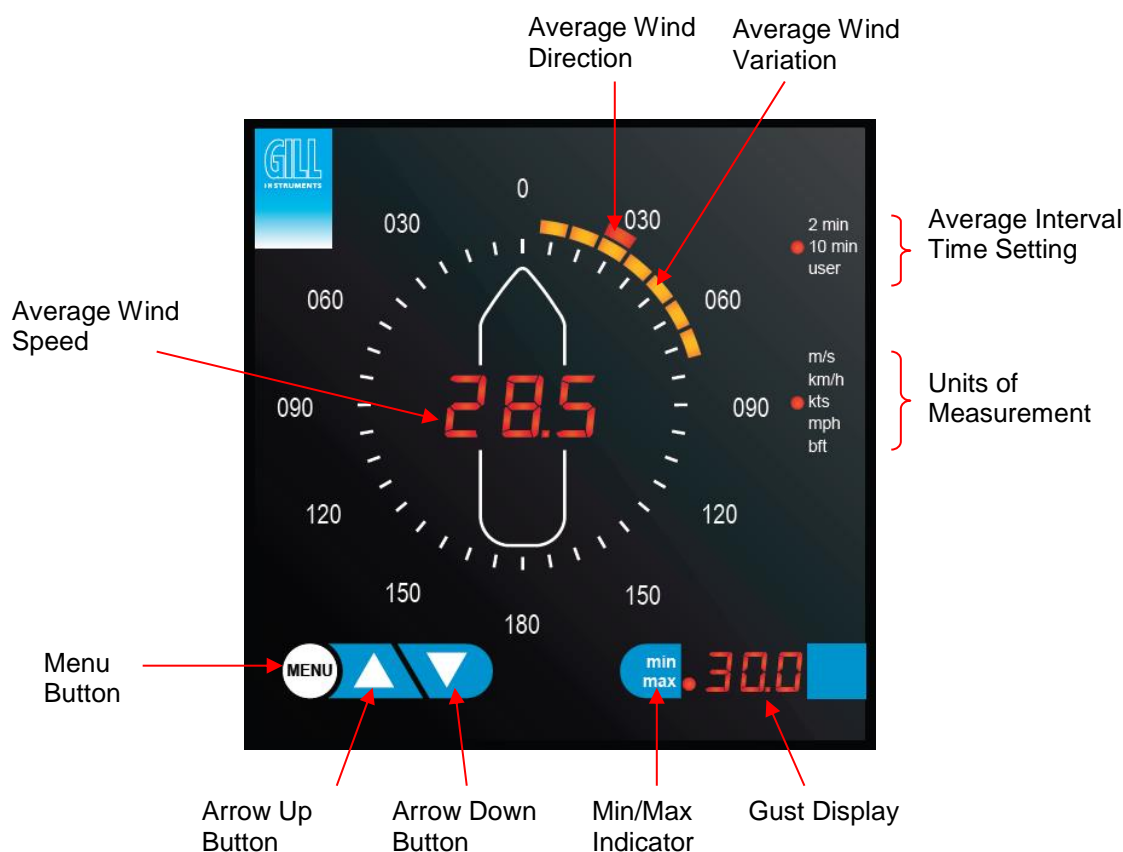 Average Wind
Direction
Average Wind
Variation
GILL
INSTRUMENTS
0
030
030
2 min
10 min
user
Average Interval
Time Setting
060
060
Average Wind
Speed
m/s
km/h
kts
mph
bft
Units of
Measurement
28.5
090
090
120
120
150
150
180
Menu
Button
MENU
min
max
30.0
Arrow Up
Button
Arrow Down
Button
Min/Max
Indicator
Gust Display